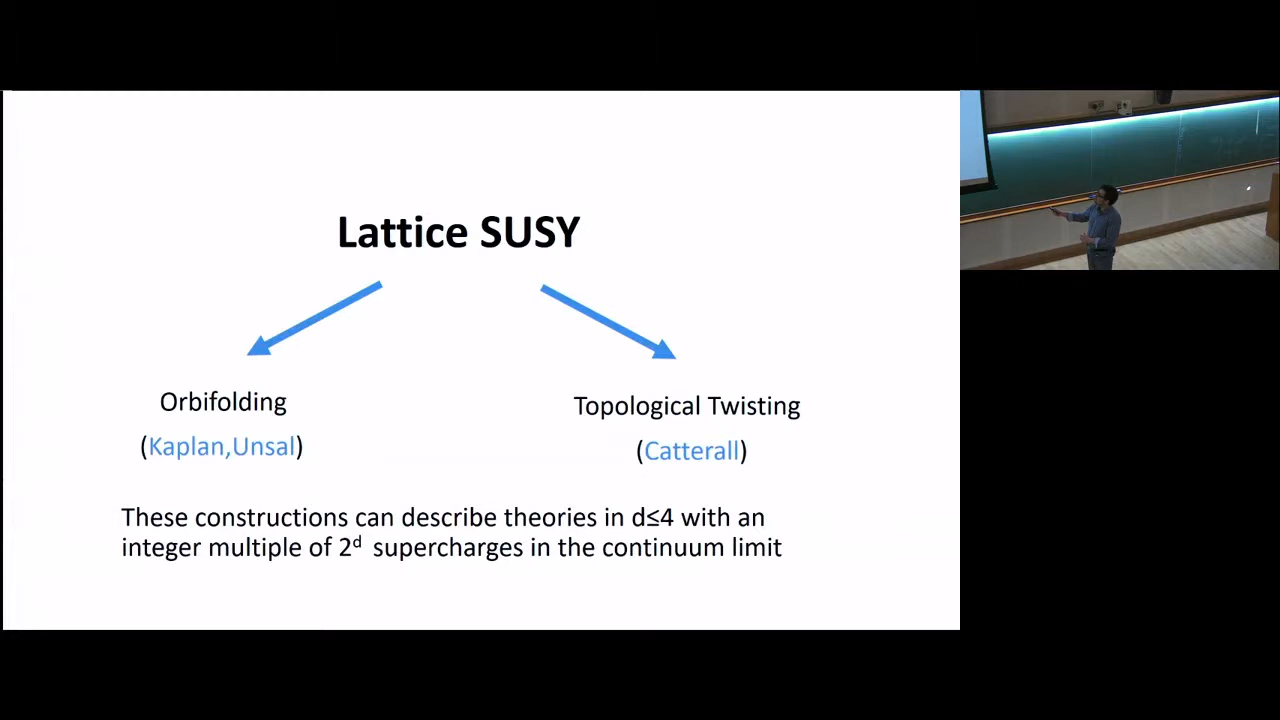 Lattice SUSY
Orbifolding
(Kaplan,Unsal)
Topological Twisting
(Catterall)
These constructions can describe theories in d≤4 with an
integer multiple of 2ᵈ supercharges in the continuum limit